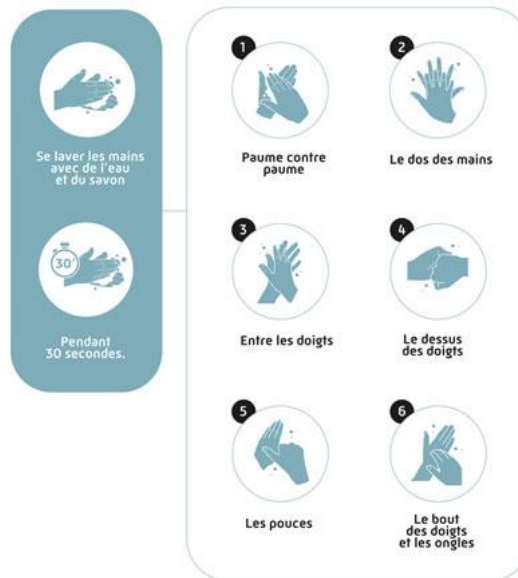 Se laver les mains
avec de l'eau
et du savon
30'
Pendant
30 secondes.
1
Paume contre
paume
2
Le dos des mains
3
Entre les doigts
4
Le dessus
des doigts
5
Les pouces
6
Le bout
des doigts
et les ongles